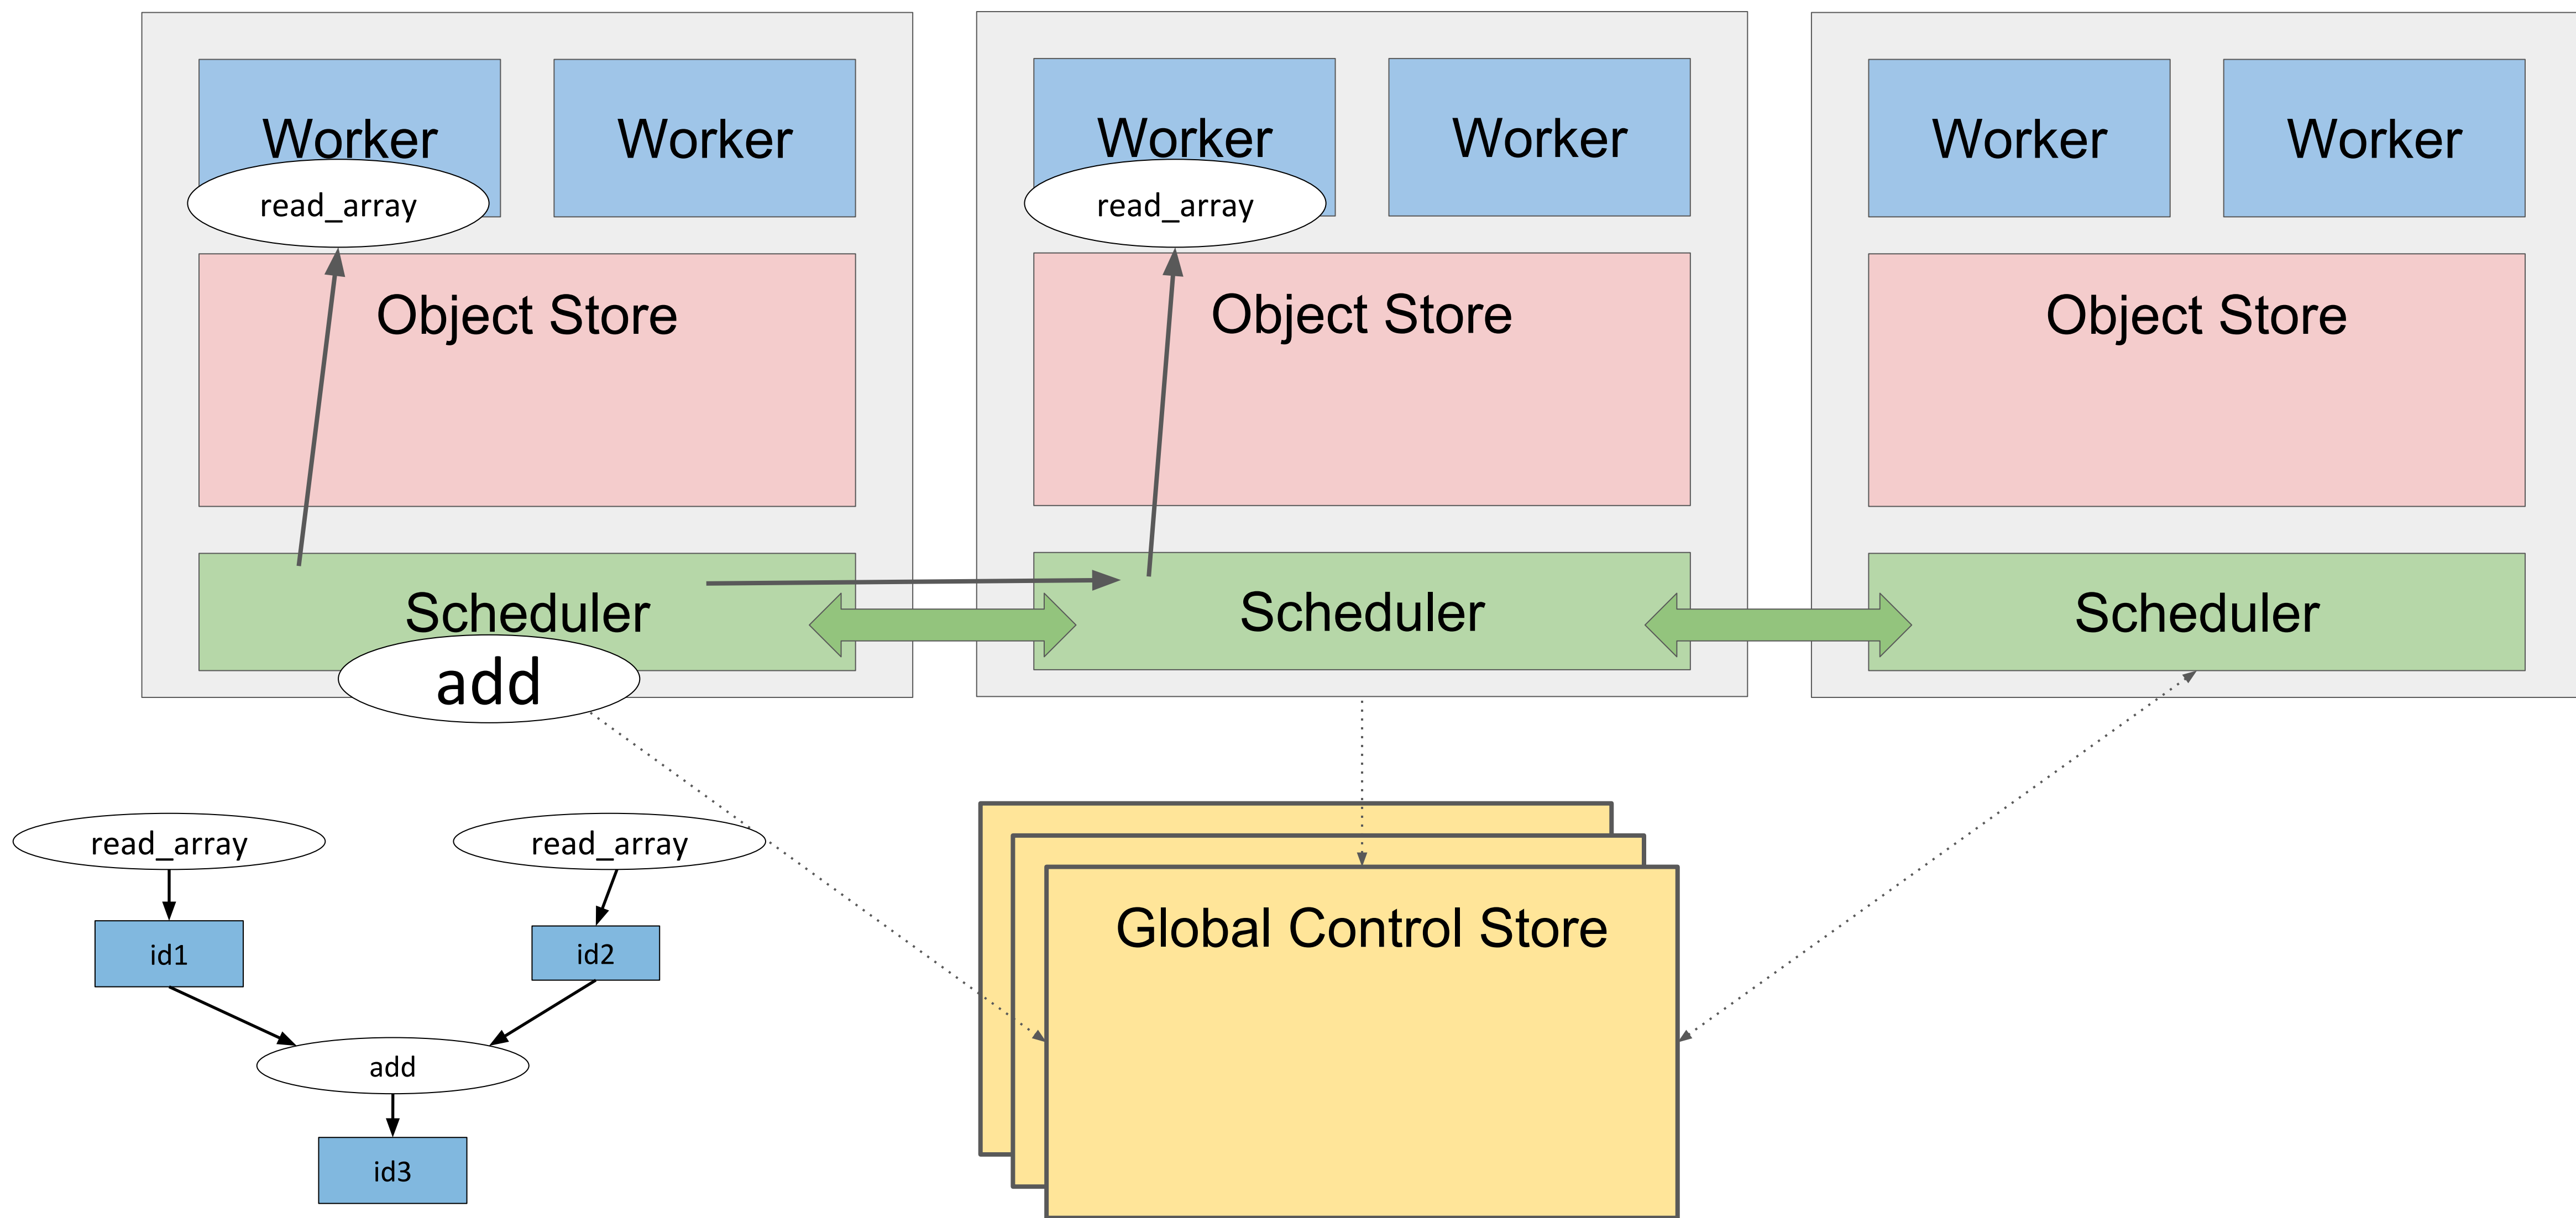 Worker
Worker
Worker
Worker
Worker
Worker
read_array
read_array
Object Store
Object Store
Object Store
Scheduler
Scheduler
Scheduler
add
read_array
read_array
id1
id2
add
id3
Global Control Store